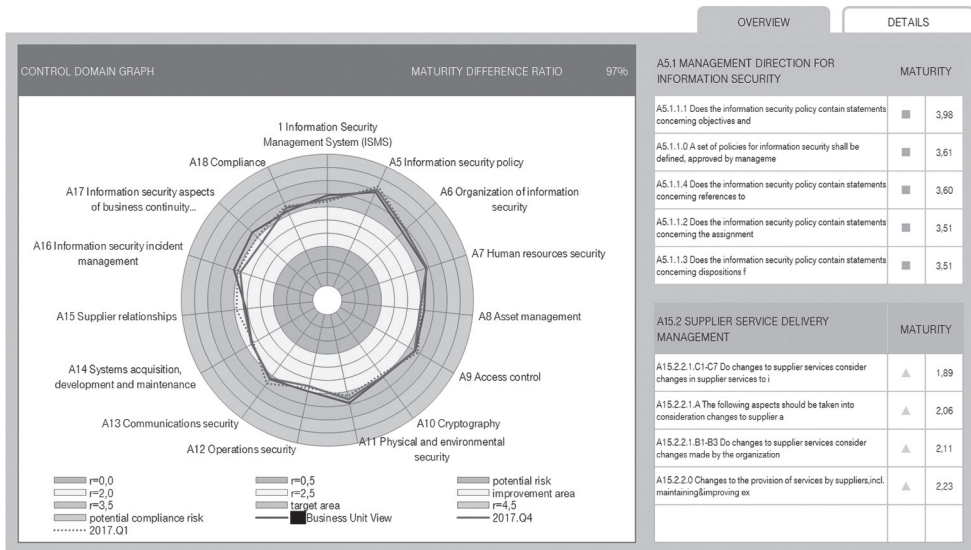 OVERVIEW
DETAILS
CONTROL DOMAIN GRAPH
MATURITY DIFFERENCE RATIO
97%
1 Information Security
Management System (ISMS)
A5 Information security policy
A6 Organization of information
security
A7 Human resources security
A8 Asset management
A9 Access control
A10 Cryptography
A11 Physical and environmental
security
A12 Operations security
A13 Communications security
A14 Systems acquisition,
development and maintenance
A15 Supplier relationships
A16 Information security incident
management
A17 Information security aspects
of business continuity...
A18 Compliance
r=0,0
r=0,5
potential risk
r=2,0
r=2,5
improvement area
r=3,5
target area
r=4,5
potential compliance risk
Business Unit View
2017.Q4
2017.Q1
A5.1 MANAGEMENT DIRECTION FOR
INFORMATION SECURITY
MATURITY
A5.1.1.1 Does the information security policy contain statements
concerning objectives and
3,98
A5.1.1.0 A set of policies for information security shall be
defined, approved by manageme
3,61
A5.1.1.4 Does the information security policy contain statements
concerning references to
3,60
A5.1.1.2 Does the information security policy contain statements
concerning the assignment
3,51
A5.1.1.3 Does the information security policy contain statements
concerning dispositions f
3,51
A15.2 SUPPLIER SERVICE DELIVERY
MANAGEMENT
MATURITY
A15.2.2.1.C1-C7 Do changes to supplier services consider
changes in supplier services to i
1,89
A15.2.2.1.A The following aspects should be taken into
consideration changes to supplier a
2,06
A15.2.2.1.B1-B3 Do changes to supplier services consider
changes made by the organization
2,11
A15.2.2.0 Changes to the provision of services by suppliers,incl.
maintaining&improving ex
2,23